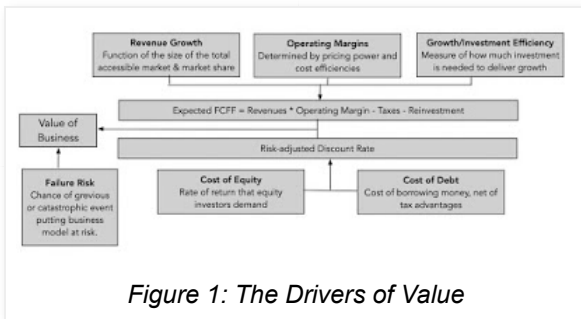 Revenue Growth
Function of the size of the total
accessible market & market share
Operating Margins
Determined by pricing power and
cost efficiencies
Growth/Investment Efficiency
Measure of how much investment
is needed to deliver growth
Expected FCFF = Revenues * Operating Margin - Taxes - Reinvestment
Value of
Business
Risk-adjusted Discount Rate
Failure Risk
Chance of grevious
or catastrophic event
putting business
model at risk.
Cost of Equity
Rate of return that equity
investors demand
Cost of Debt
Cost of borrowing money, net of
tax advantages
Figure 1: The Drivers of Value